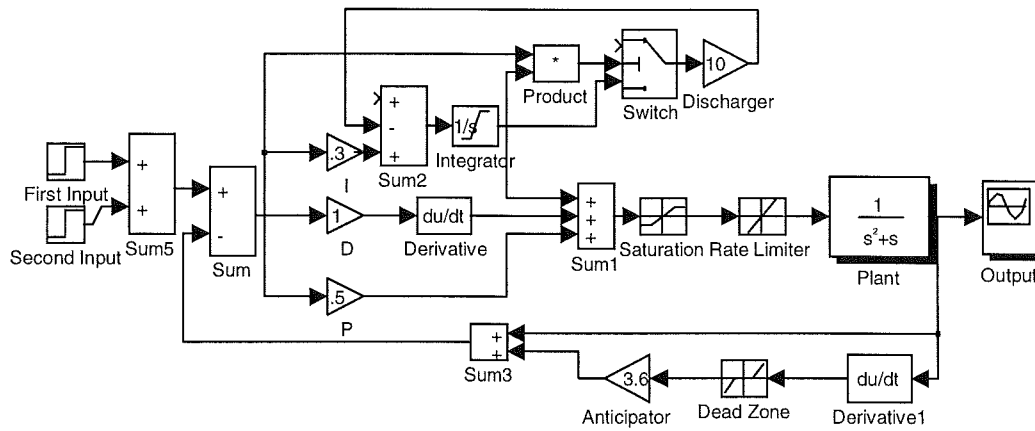 10
*
Product
Switch
Discharger
+
-
+
1/s
Integrator
.3
I
Sum2
+
+
First Input
Second Input
Sum5
+
-
Sum
1
D
du/dt
Derivative
+
+
+
Sum1
Saturation
Rate Limiter
1
s²+s
Plant
Output
.5
P
+
+
Sum3
3.6
Anticipator
Dead Zone
du/dt
Derivative1